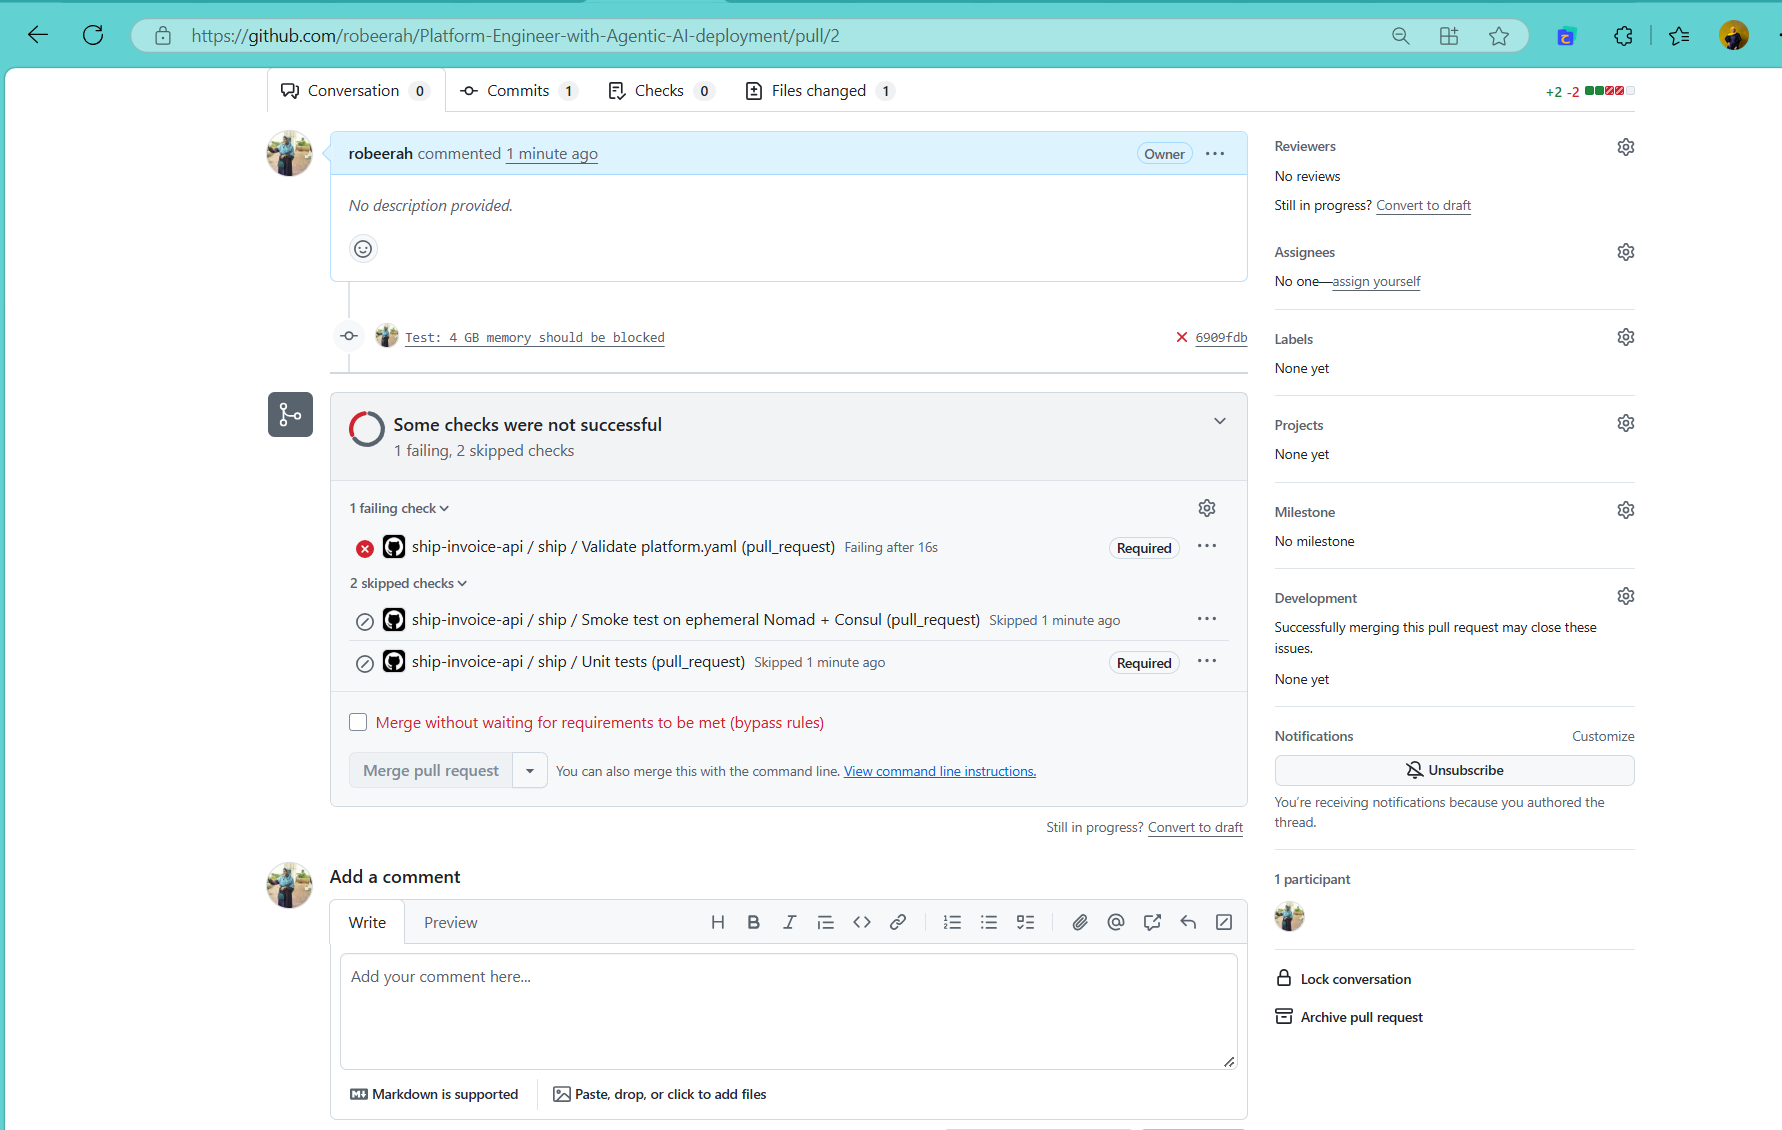 https://github.com/robeerah/Platform-Engineer-with-Agentic-AI-deployment/pull/2
Conversation 0 Commits 1 Checks 0 Files changed 1 +2 -2
robeerah commented 1 minute ago Owner
No description provided.
Test: 4 GB memory should be blocked 6909fdb
Some checks were not successful
1 failing, 2 skipped checks
1 failing check
ship-invoice-api / ship / Validate platform.yaml (pull_request) Failing after 16s Required
2 skipped checks
ship-invoice-api / ship / Smoke test on ephemeral Nomad + Consul (pull_request) Skipped 1 minute ago
ship-invoice-api / ship / Unit tests (pull_request) Skipped 1 minute ago Required
Merge without waiting for requirements to be met (bypass rules)
Merge pull request You can also merge this with the command line. View command line instructions.
Still in progress? Convert to draft
Add a comment
Write Preview
Add your comment here...
Markdown is supported Paste, drop, or click to add files
Reviewers
No reviews
Still in progress? Convert to draft
Assignees
No one—assign yourself
Labels
None yet
Projects
None yet
Milestone
No milestone
Development
Successfully merging this pull request may close these
issues.
None yet
Notifications Customize
Unsubscribe
You're receiving notifications because you authored the
thread.
1 participant
Lock conversation
Archive pull request